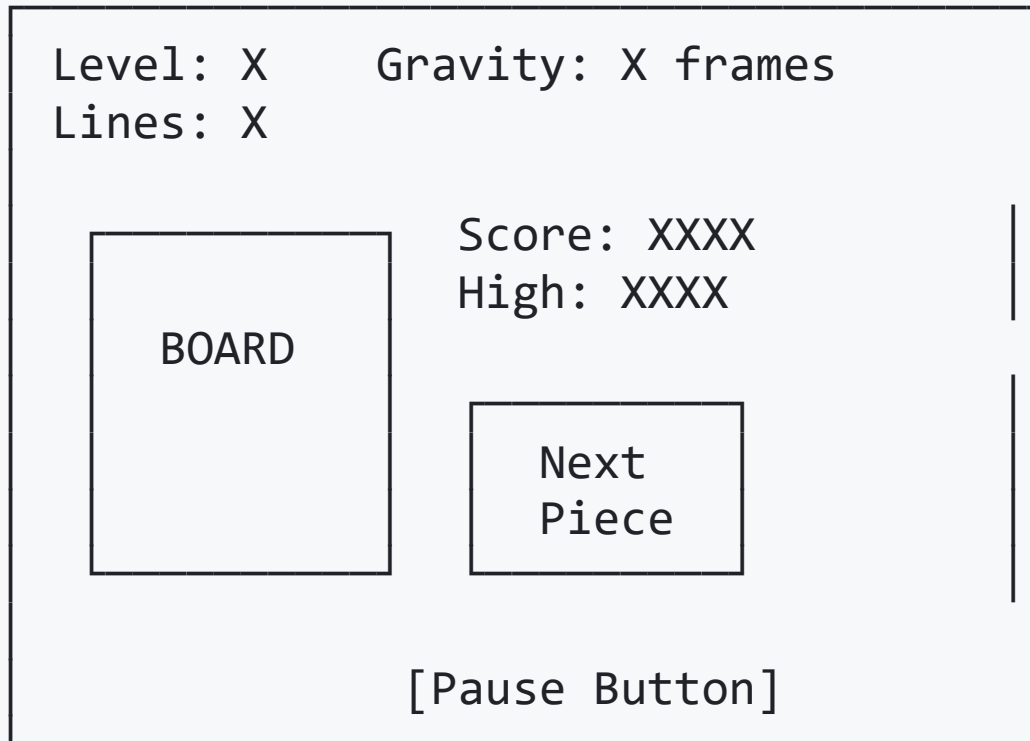 Level: X    Gravity: X frames
Lines: X
Score: XXXX
High: XXXX
BOARD
Next
Piece
[Pause Button]